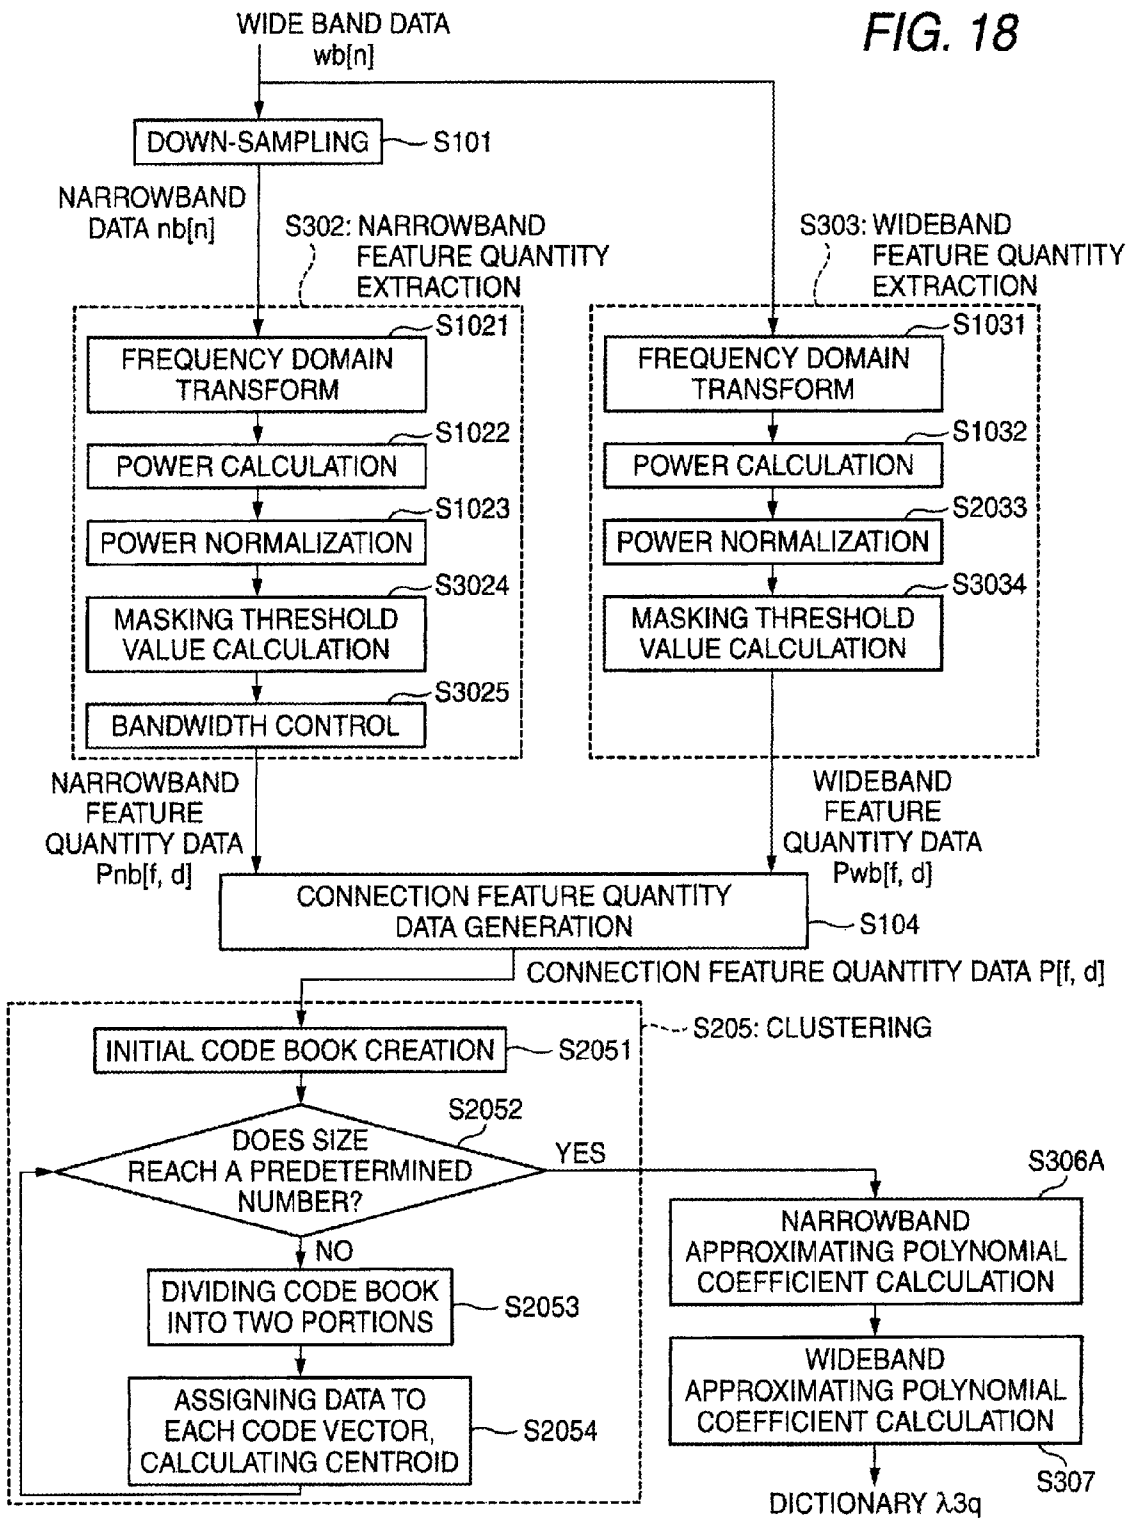 FIG. 18
WIDE BAND DATA
wb[n]
DOWN-SAMPLING
S101
NARROWBAND
DATA nb[n]
S302: NARROWBAND
FEATURE QUANTITY
EXTRACTION
S303: WIDEBAND
FEATURE QUANTITY
EXTRACTION
S1021
FREQUENCY DOMAIN
TRANSFORM
S1022
POWER CALCULATION
S1023
POWER NORMALIZATION
S3024
MASKING THRESHOLD
VALUE CALCULATION
S3025
BANDWIDTH CONTROL
S1031
FREQUENCY DOMAIN
TRANSFORM
S1032
POWER CALCULATION
S2033
POWER NORMALIZATION
S3034
MASKING THRESHOLD
VALUE CALCULATION
NARROWBAND
FEATURE
QUANTITY DATA
Pnb[f, d]
WIDEBAND
FEATURE
QUANTITY DATA
Pwb[f, d]
CONNECTION FEATURE QUANTITY
DATA GENERATION
S104
CONNECTION FEATURE QUANTITY DATA P[f, d]
S205: CLUSTERING
INITIAL CODE BOOK CREATION
S2051
S2052
DOES SIZE
REACH A PREDETERMINED
NUMBER?
YES
NO
DIVIDING CODE BOOK
INTO TWO PORTIONS
S2053
ASSIGNING DATA TO
EACH CODE VECTOR,
CALCULATING CENTROID
S2054
S306A
NARROWBAND
APPROXIMATING POLYNOMIAL
COEFFICIENT CALCULATION
WIDEBAND
APPROXIMATING POLYNOMIAL
COEFFICIENT CALCULATION
S307
DICTIONARY λ3q